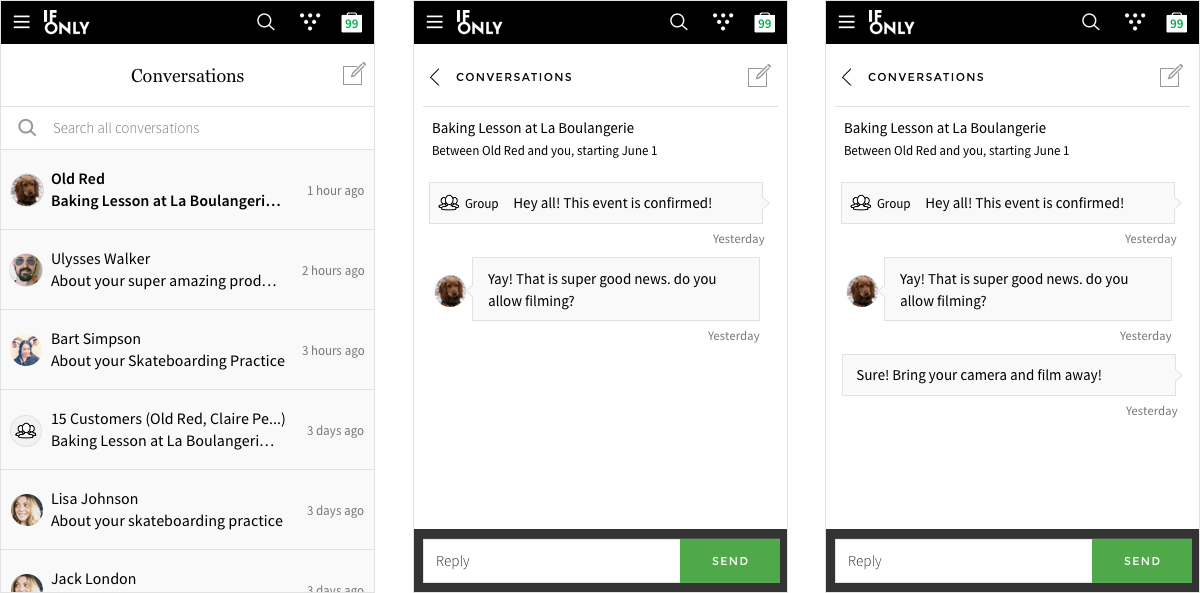 IF
ONLY
99
Conversations
Search all conversations
Old Red
Baking Lesson at La Boulangeri...
1 hour ago
Ulysses Walker
About your super amazing prod...
2 hours ago
Bart Simpson
About your Skateboarding Practice
3 hours ago
15 Customers (Old Red, Claire Pe...)
Baking Lesson at La Boulangeri...
3 days ago
Lisa Johnson
About your skateboarding practice
3 days ago
Jack London
3 days ago
IF
ONLY
99
CONVERSATIONS
Baking Lesson at La Boulangerie
Between Old Red and you, starting June 1
Group Hey all! This event is confirmed!
Yesterday
Yay! That is super good news. do you
allow filming?
Yesterday
Reply SEND
IF
ONLY
99
CONVERSATIONS
Baking Lesson at La Boulangerie
Between Old Red and you, starting June 1
Group Hey all! This event is confirmed!
Yesterday
Yay! That is super good news. do you
allow filming?
Yesterday
Sure! Bring your camera and film away!
Yesterday
Reply SEND